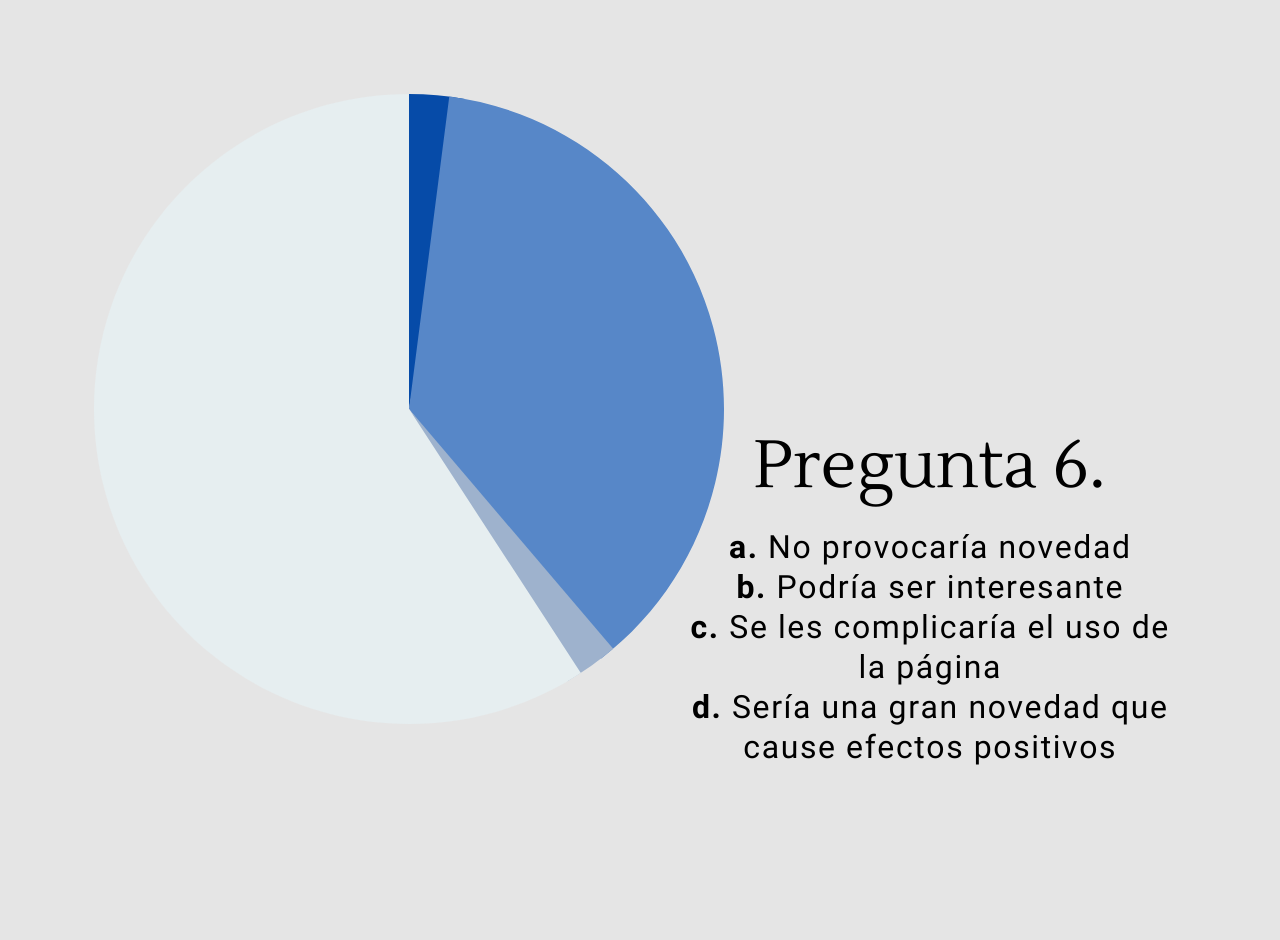 Pregunta 6.
a. No provocaría novedad
b. Podría ser interesante
c. Se les complicaría el uso de
la página
d. Sería una gran novedad que
cause efectos positivos